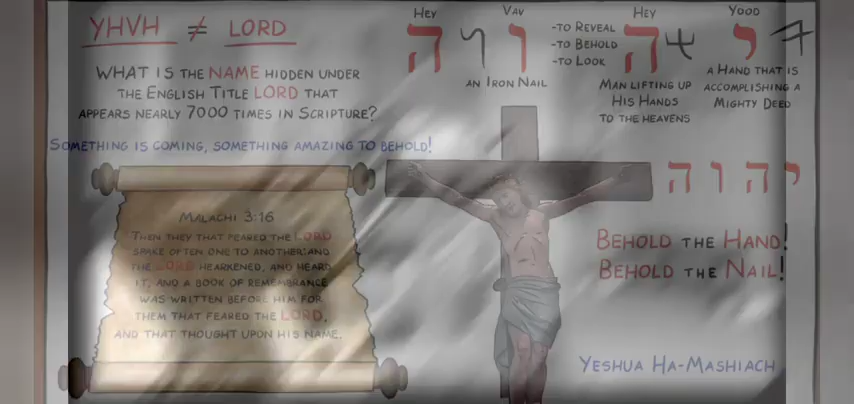 YHVH ≠ LORD
WHAT IS THE NAME HIDDEN UNDER
THE ENGLISH TITLE LORD THAT
APPEARS NEARLY 7000 TIMES IN SCRIPTURE?
SOMETHING IS COMING, SOMETHING AMAZING TO BEHOLD!
MALACHI 3:16
THEN THEY THAT FEARED THE LORD
SPAKE OFTEN ONE TO ANOTHER: AND
THE LORD HEARKENED, AND HEARD
IT, AND A BOOK OF REMEMBRANCE
WAS WRITTEN BEFORE HIM FOR
THEM THAT FEARED THE LORD,
AND THAT THOUGHT UPON HIS NAME.
HEY
ה
VAV
ו
AN IRON NAIL
-TO REVEAL
-TO BEHOLD
-TO LOOK
HEY
ה
MAN LIFTING UP
HIS HANDS
TO THE HEAVENS
YOOD
י
A HAND THAT IS
ACCOMPLISHING A
MIGHTY DEED
יהוה
BEHOLD THE HAND!
BEHOLD THE NAIL!
YESHUA HA-MASHIACH